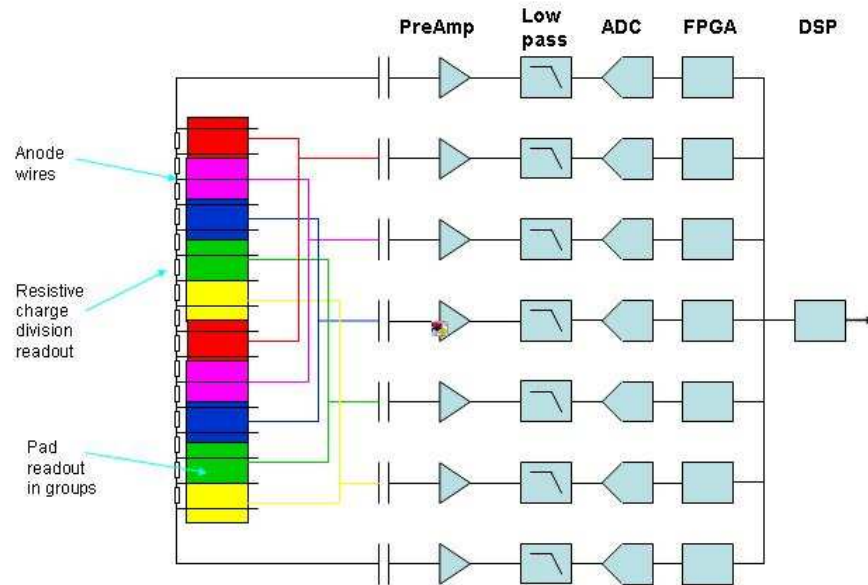 PreAmp
Low
pass
ADC
FPGA
DSP
Anode
wires
Resistive
charge
division
readout
Pad
readout
in groups